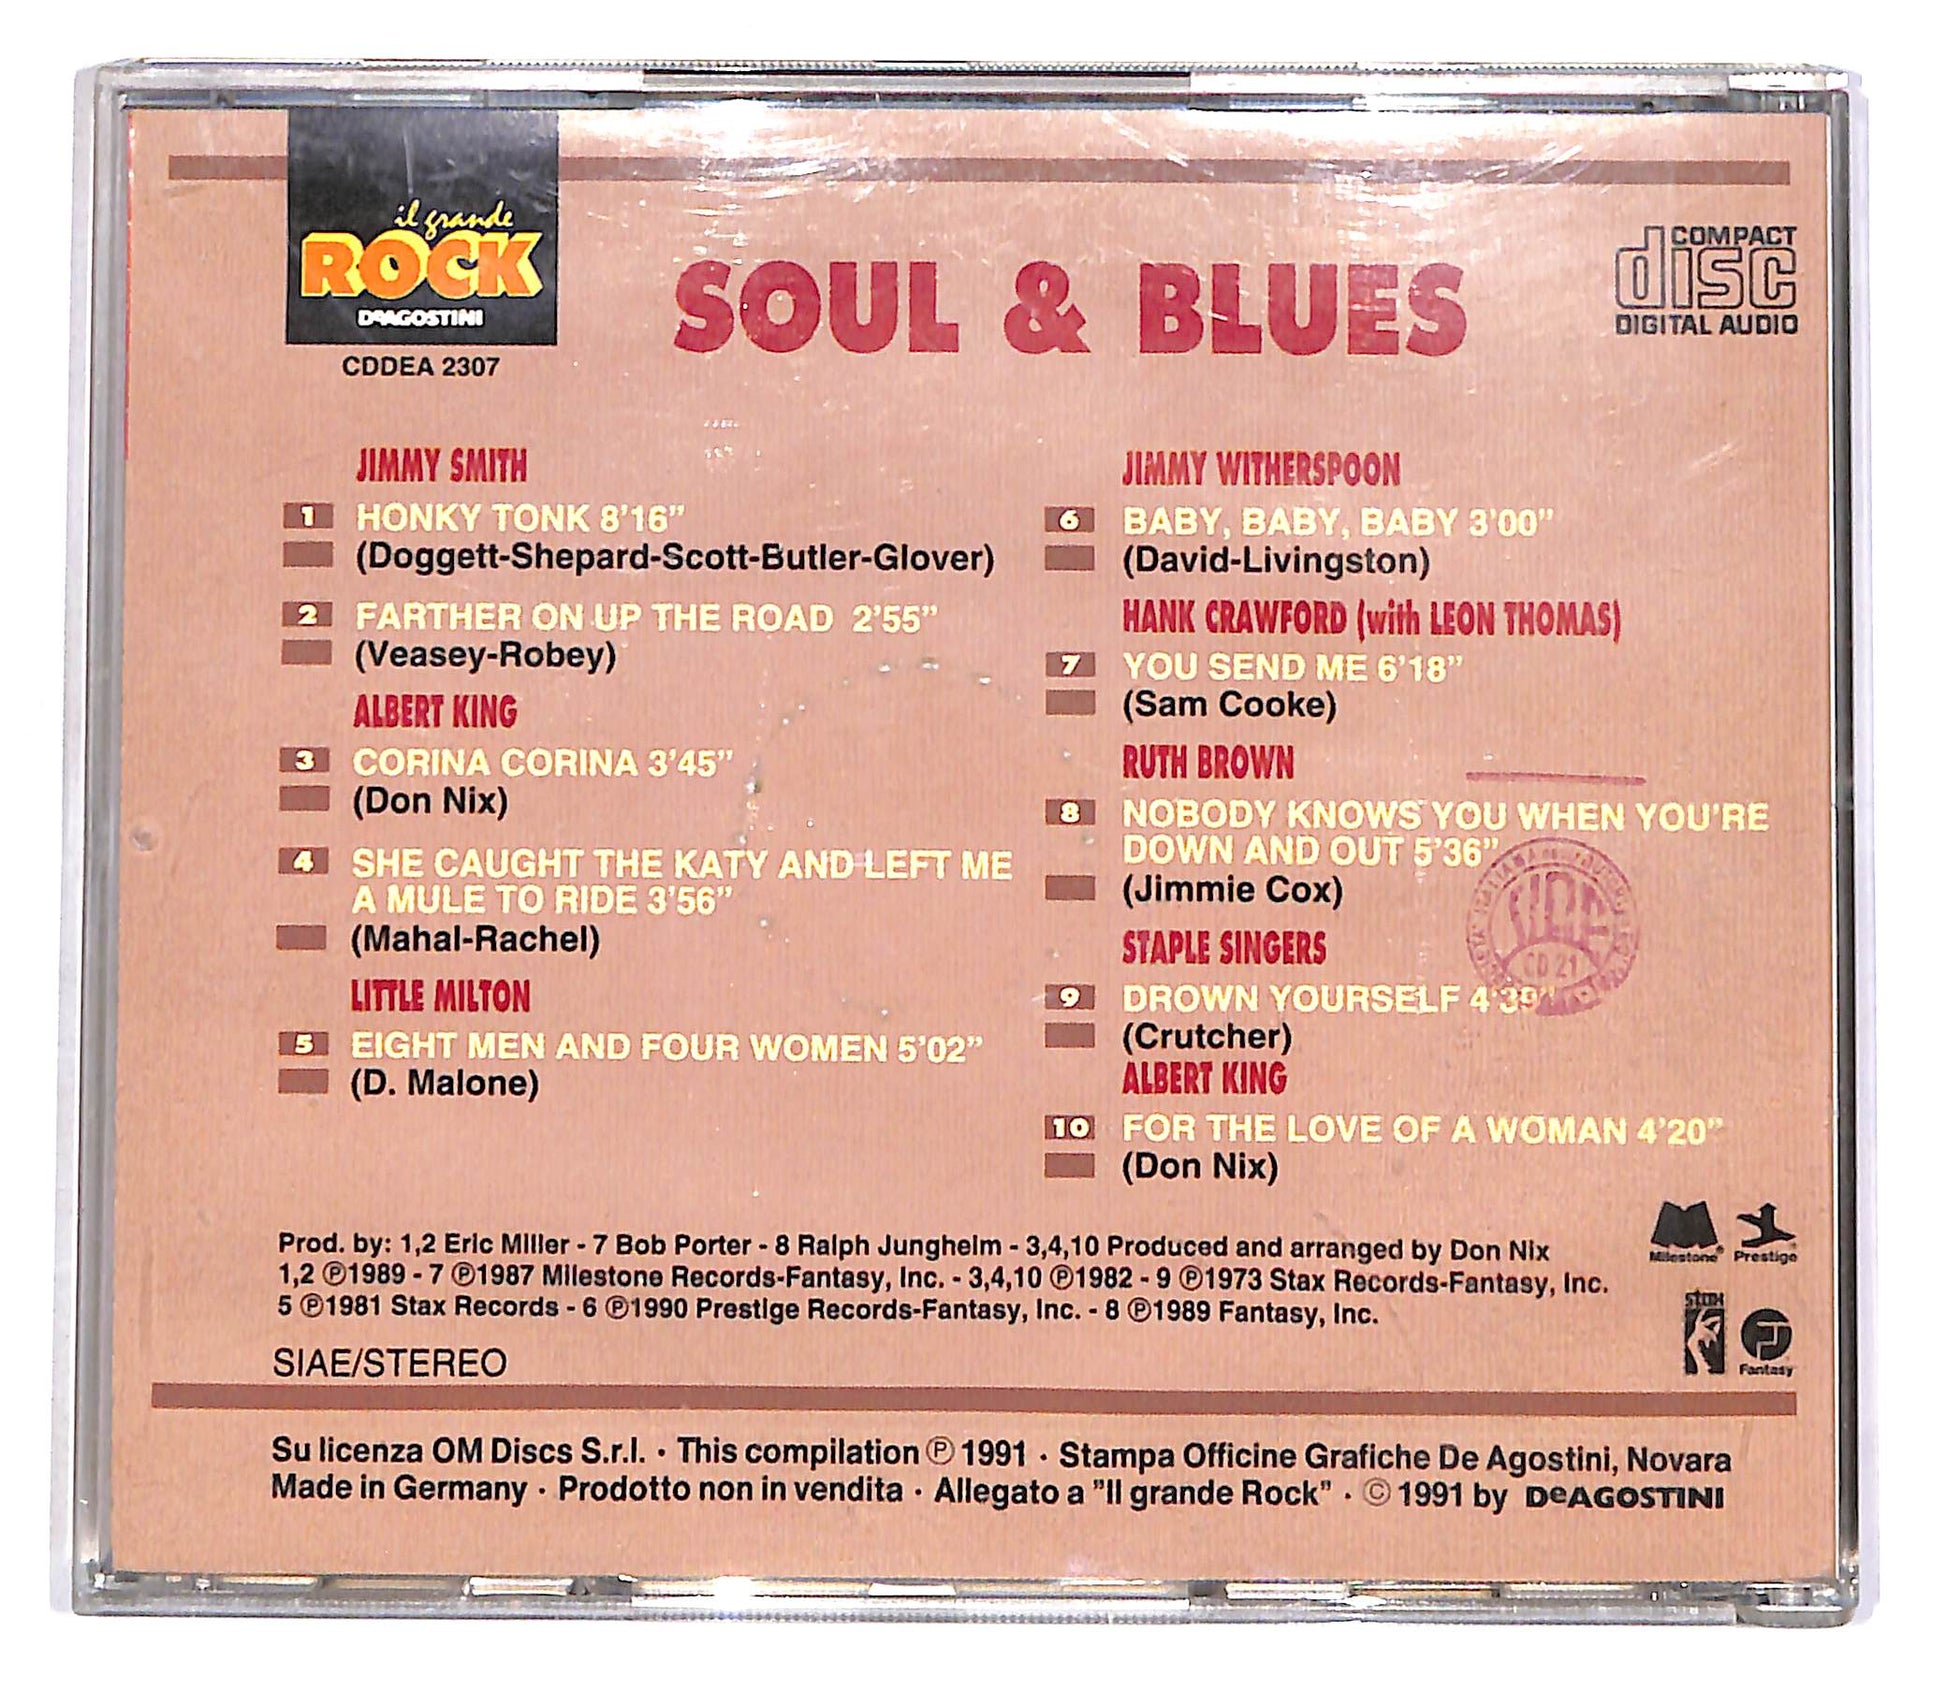 il grande
ROCK
DeAGOSTINI
CDDEA 2307
SOUL & BLUES
COMPACT
disc
DIGITAL AUDIO
JIMMY SMITH
1 HONKY TONK 8'16"
(Doggett-Shepard-Scott-Butler-Glover)
2 FARTHER ON UP THE ROAD 2'55"
(Veasey-Robey)
ALBERT KING
3 CORINA CORINA 3'45"
(Don Nix)
4 SHE CAUGHT THE KATY AND LEFT ME
A MULE TO RIDE 3'56"
(Mahal-Rachel)
LITTLE MILTON
5 EIGHT MEN AND FOUR WOMEN 5'02"
(D. Malone)
JIMMY WITHERSPOON
6 BABY, BABY, BABY 3'00"
(David-Livingston)
HANK CRAWFORD (with LEON THOMAS)
7 YOU SEND ME 6'18"
(Sam Cooke)
RUTH BROWN
8 NOBODY KNOWS YOU WHEN YOU'RE
DOWN AND OUT 5'36"
(Jimmie Cox)
STAPLE SINGERS
9 DROWN YOURSELF 4'39"
(Crutcher)
ALBERT KING
10 FOR THE LOVE OF A WOMAN 4'20"
(Don Nix)
CD 21
Prod. by: 1,2 Eric Miller - 7 Bob Porter - 8 Ralph Jungheim - 3,4,10 Produced and arranged by Don Nix
1,2 ℗1989 - 7 ℗1987 Milestone Records-Fantasy, Inc. - 3,4,10 ℗1982 - 9 ℗1973 Stax Records-Fantasy, Inc.
5 ℗1981 Stax Records - 6 ℗1990 Prestige Records-Fantasy, Inc. - 8 ℗1989 Fantasy, Inc.
Milestone® Prestige
stax
Fantasy
SIAE/STEREO
Su licenza OM Discs S.r.l. · This compilation ℗ 1991 · Stampa Officine Grafiche De Agostini, Novara
Made in Germany · Prodotto non in vendita · Allegato a "Il grande Rock" · © 1991 by DeAGOSTINI